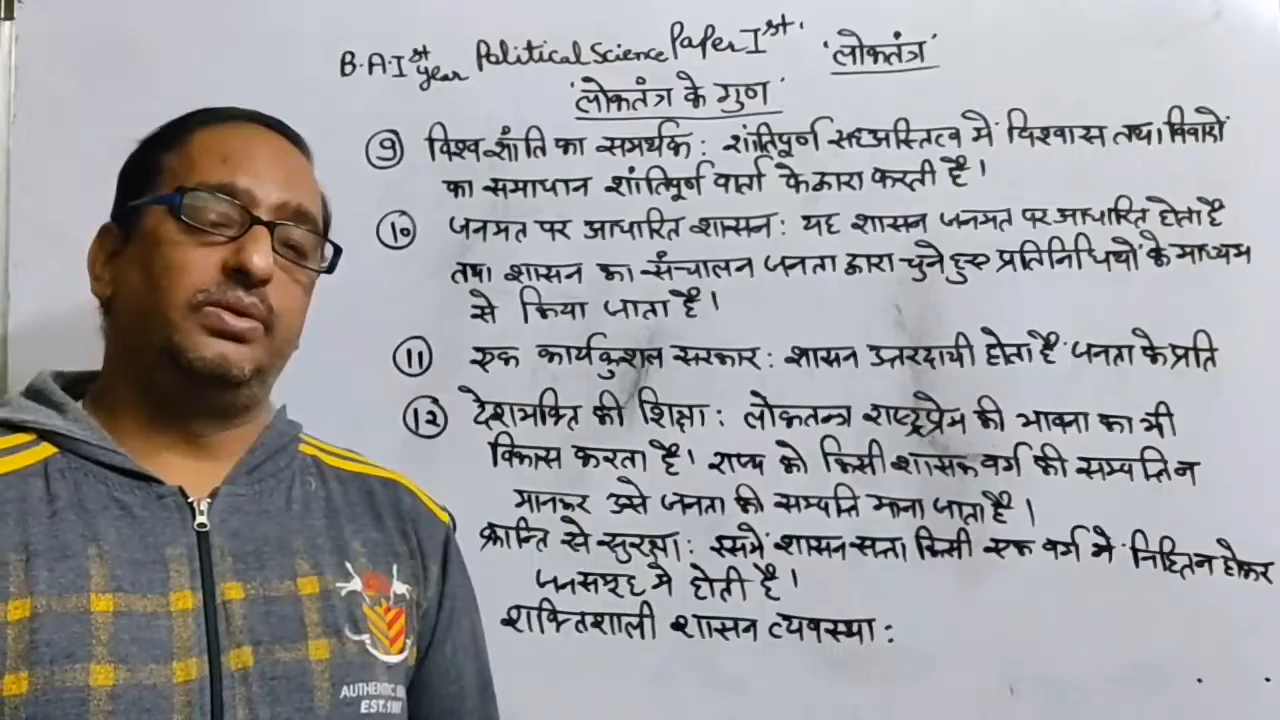 B.A. Ist year Political Science Paper Ist. 'लोकतंत्र'
'लोकतंत्र के गुण'
9 विश्व शांति का समर्थक : शांतिपूर्ण सहअस्तित्व में विश्वास तथा विवादों
का समाधान शांतिपूर्ण वार्ता के द्वारा करती है।
10 जनमत पर आधारित शासन : यह शासन जनमत पर आधारित होता है
तथा शासन का संचालन जनता द्वारा चुने हुए प्रतिनिधियों के माध्यम
से किया जाता है।
11 एक कार्यकुशल सरकार : शासन उत्तरदायी होता है जनता के प्रति
12 देशभक्ति की शिक्षा : लोकतन्त्र राष्ट्रप्रेम की भावना का भी
विकास करता है। राज्य को किसी शासक वर्ग की सम्पत्ति न
मानकर उसे जनता की सम्पत्ति माना जाता है।
क्रान्ति से सुरक्षा : इसमें शासन सत्ता किसी एक वर्ग में निहित न होकर
जनसमूह में होती है।
शक्तिशाली शासन व्यवस्था :
AUTHENTIC
EST.